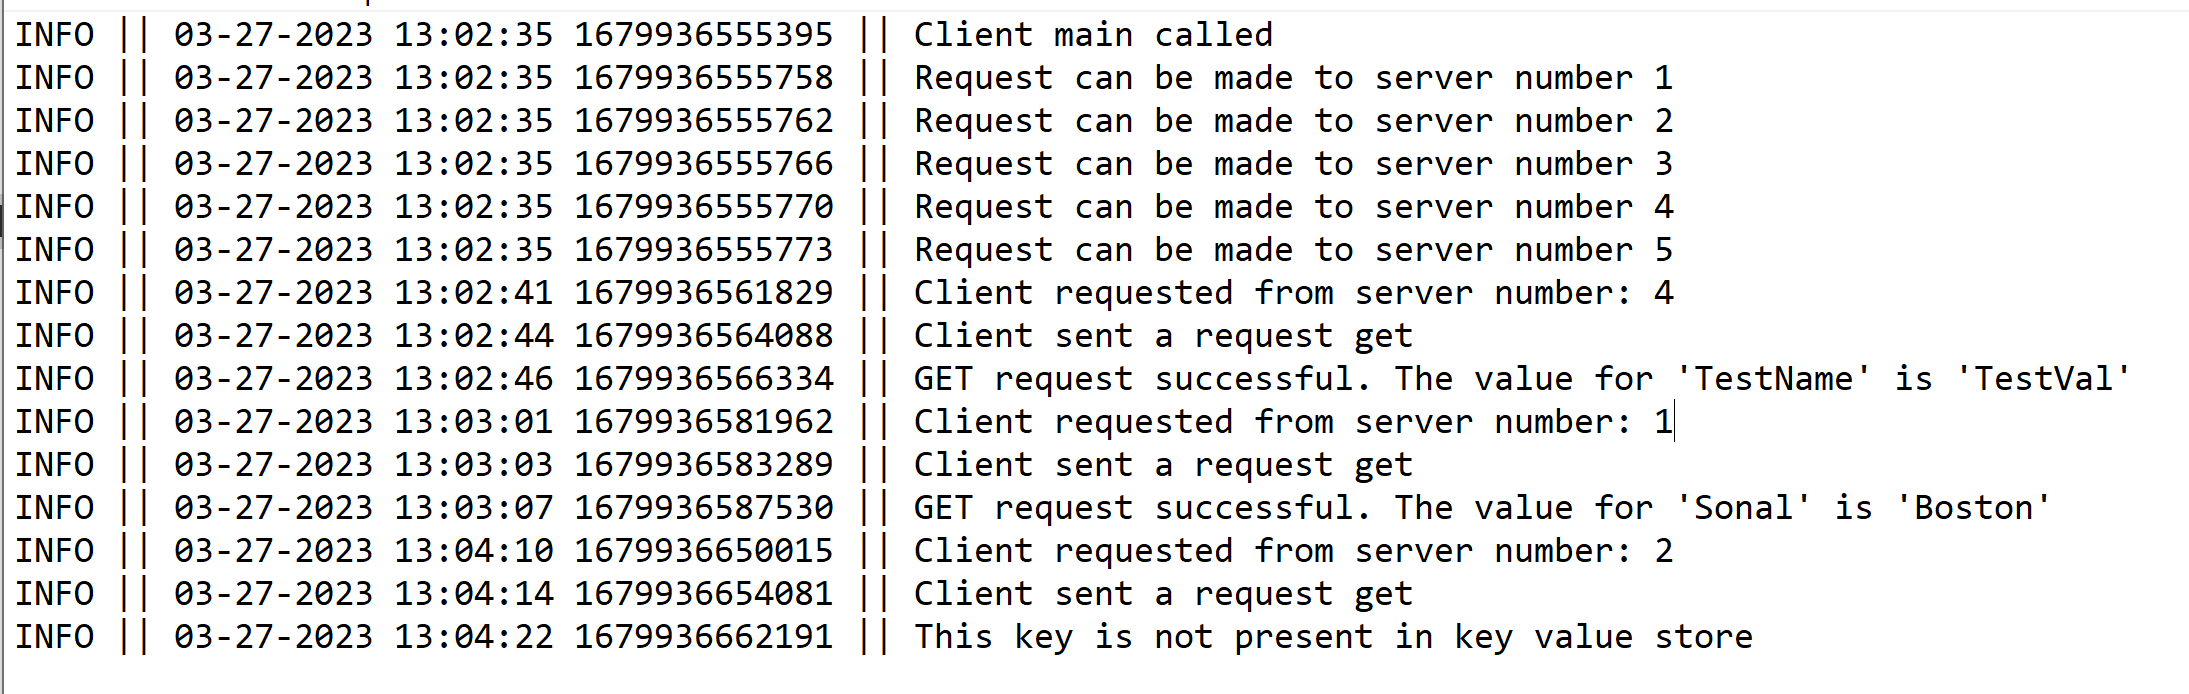 INFO || 03-27-2023 13:02:35 1679936555395 || Client main called
INFO || 03-27-2023 13:02:35 1679936555758 || Request can be made to server number 1
INFO || 03-27-2023 13:02:35 1679936555762 || Request can be made to server number 2
INFO || 03-27-2023 13:02:35 1679936555766 || Request can be made to server number 3
INFO || 03-27-2023 13:02:35 1679936555770 || Request can be made to server number 4
INFO || 03-27-2023 13:02:35 1679936555773 || Request can be made to server number 5
INFO || 03-27-2023 13:02:41 1679936561829 || Client requested from server number: 4
INFO || 03-27-2023 13:02:44 1679936564088 || Client sent a request get
INFO || 03-27-2023 13:02:46 1679936566334 || GET request successful. The value for 'TestName' is 'TestVal'
INFO || 03-27-2023 13:03:01 1679936581962 || Client requested from server number: 1
INFO || 03-27-2023 13:03:03 1679936583289 || Client sent a request get
INFO || 03-27-2023 13:03:07 1679936587530 || GET request successful. The value for 'Sonal' is 'Boston'
INFO || 03-27-2023 13:04:10 1679936650015 || Client requested from server number: 2
INFO || 03-27-2023 13:04:14 1679936654081 || Client sent a request get
INFO || 03-27-2023 13:04:22 1679936662191 || This key is not present in key value store